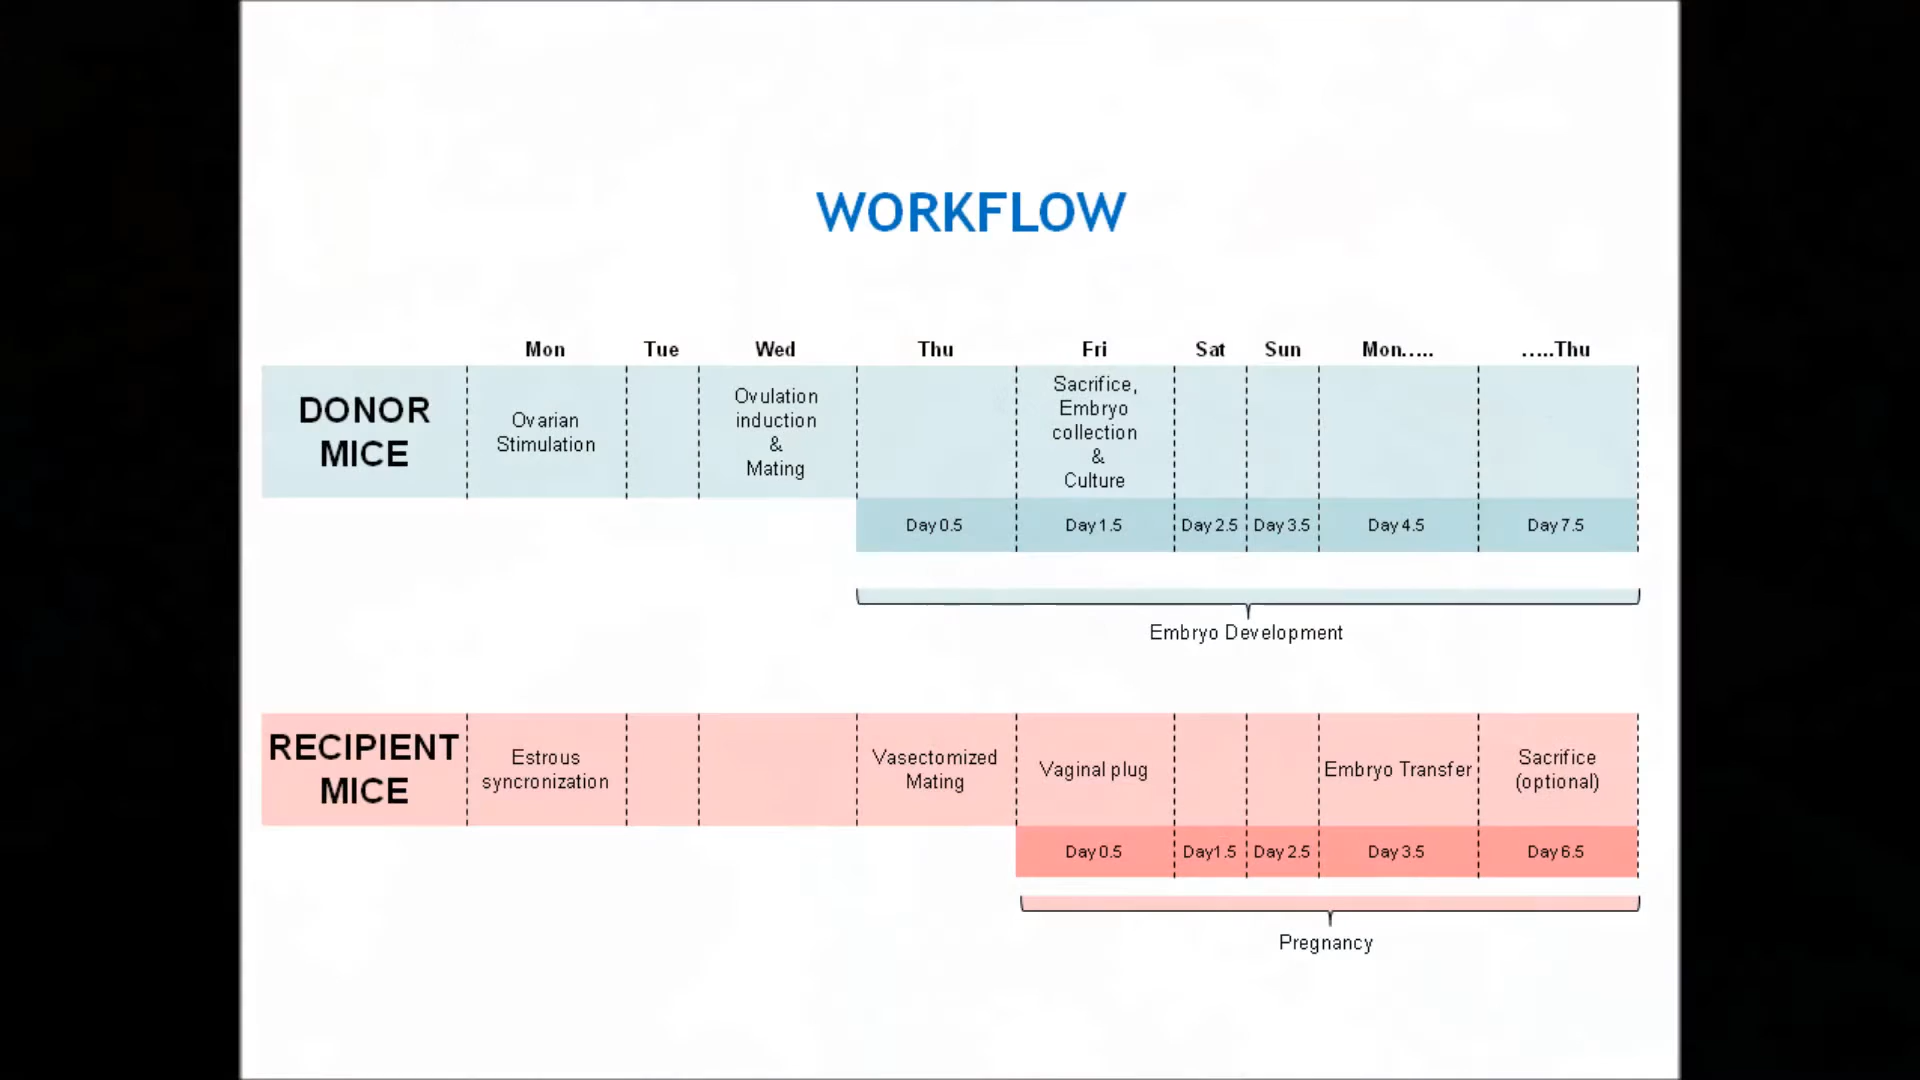 WORKFLOW
Mon Tue Wed Thu Fri Sat Sun Mon..... .....Thu
DONOR
MICE
Ovarian
Stimulation
Ovulation
induction
&
Mating
Sacrifice,
Embryo
collection
&
Culture
Day 0.5 Day 1.5 Day 2.5 Day 3.5 Day 4.5 Day 7.5
Embryo Development
RECIPIENT
MICE
Estrous
syncronization
Vasectomized
Mating
Vaginal plug
Embryo Transfer
Sacrifice
(optional)
Day 0.5 Day1.5 Day 2.5 Day 3.5 Day 6.5
Pregnancy